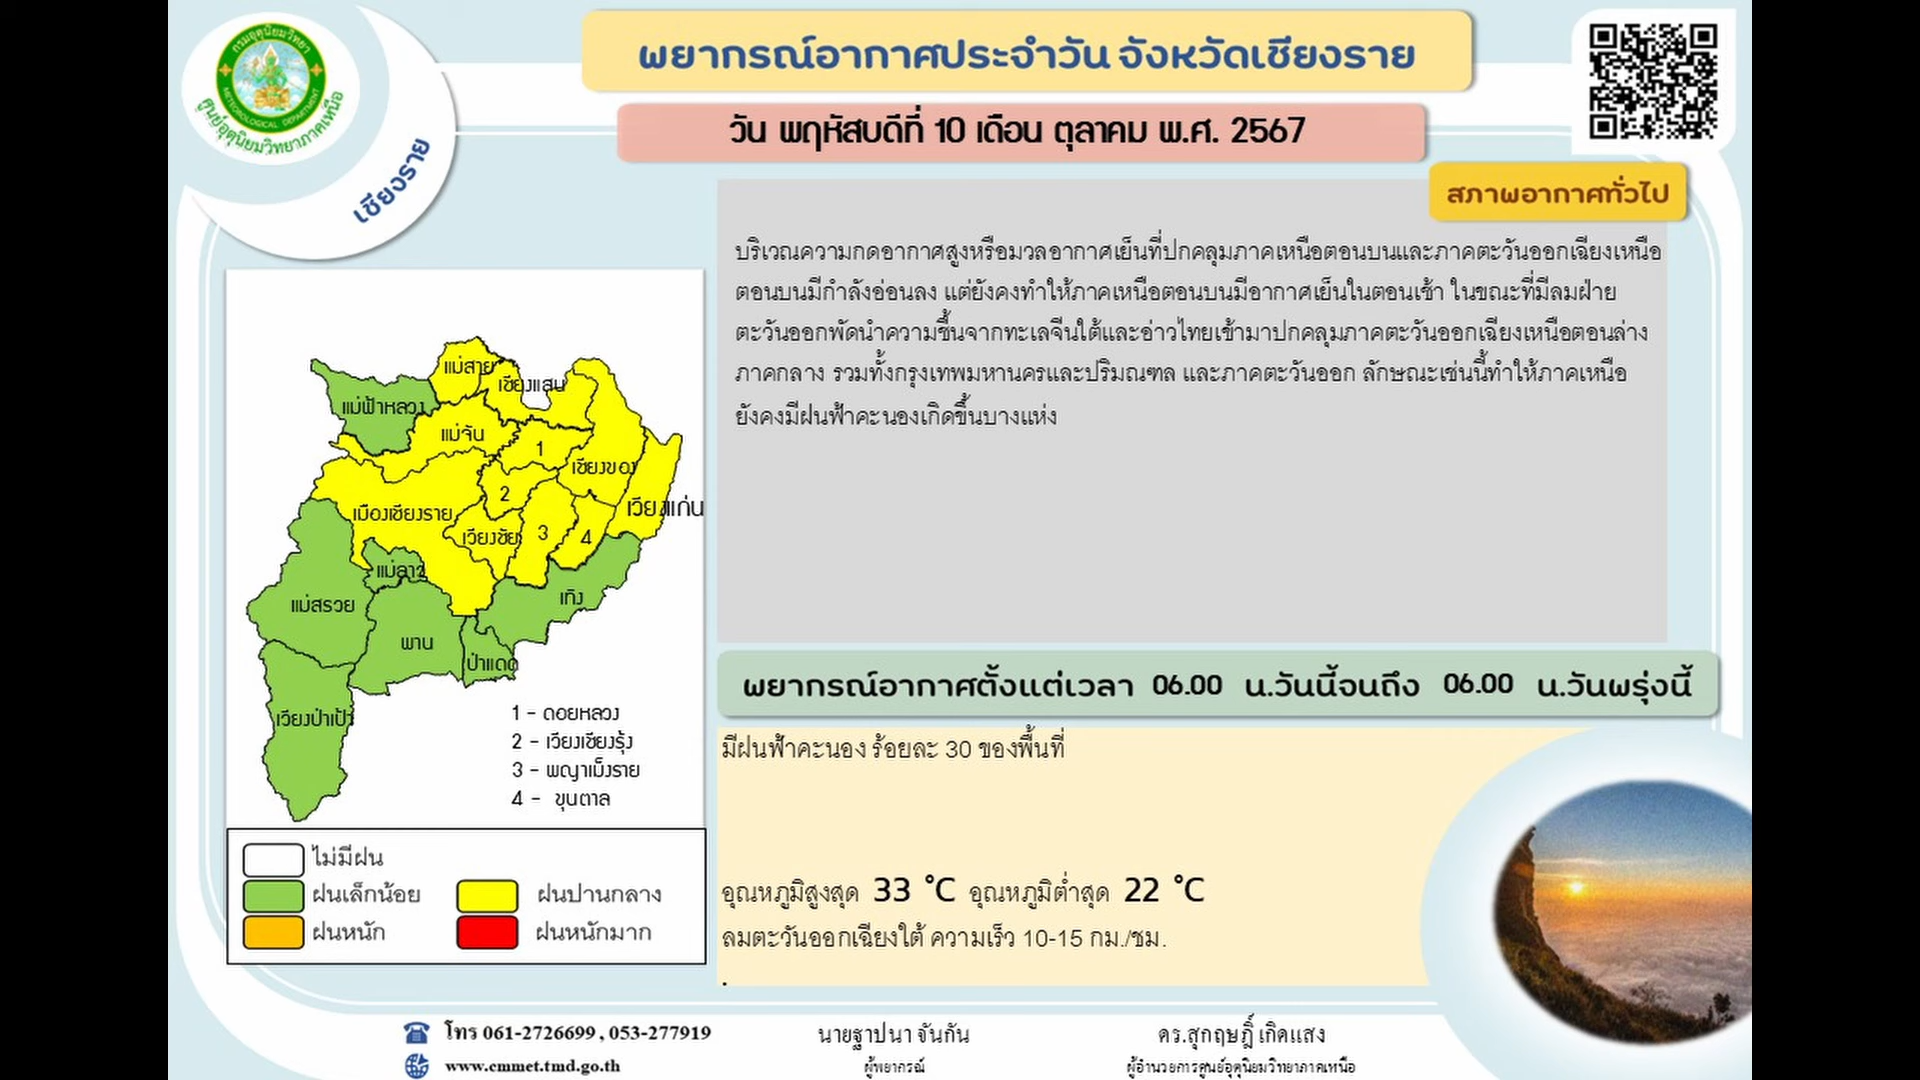 กรมอุตุนิยมวิทยา
METEOROLOGICAL DEPARTMENT
ศูนย์อุตุนิยมวิทยาภาคเหนือ
เชียงราย
พยากรณ์อากาศประจำวัน จังหวัดเชียงราย
วัน พฤหัสบดีที่ 10 เดือน ตุลาคม พ.ศ. 2567
สภาพอากาศทั่วไป
บริเวณความกดอากาศสูงหรือมวลอากาศเย็นที่ปกคลุมภาคเหนือตอนบนและภาคตะวันออกเฉียงเหนือ
ตอนบนมีกำลังอ่อนลง แต่ยังคงทำให้ภาคเหนือตอนบนมีอากาศเย็นในตอนเช้า ในขณะที่มีลมฝ่าย
ตะวันออกพัดนำความชื้นจากทะเลจีนใต้และอ่าวไทยเข้ามาปกคลุมภาคตะวันออกเฉียงเหนือตอนล่าง
ภาคกลาง รวมทั้งกรุงเทพมหานครและปริมณฑล และภาคตะวันออก ลักษณะเช่นนี้ทำให้ภาคเหนือ
ยังคงมีฝนฟ้าคะนองเกิดขึ้นบางแห่ง
แม่สาย
เชียงแสน
แม่ฟ้าหลวง
แม่จัน
1
เชียงของ
2
เวียงแก่น
เมืองเชียงราย
เวียงชัย
3
4
แม่ลาว
แม่สรวย
เทิง
พาน
ป่าแดด
เวียงป่าเป้า
1 - ดอยหลวง
2 - เวียงเชียงรุ้ง
3 - พญาเม็งราย
4 - ขุนตาล
ไม่มีฝน
ฝนเล็กน้อย
ฝนปานกลาง
ฝนหนัก
ฝนหนักมาก
พยากรณ์อากาศตั้งแต่เวลา 06.00 น.วันนี้จนถึง 06.00 น.วันพรุ่งนี้
มีฝนฟ้าคะนอง ร้อยละ 30 ของพื้นที่
อุณหภูมิสูงสุด 33 °C อุณหภูมิต่ำสุด 22 °C
ลมตะวันออกเฉียงใต้ ความเร็ว 10-15 กม./ชม.
.
โทร 061-2726699 , 053-277919
www.cmmet.tmd.go.th
นายฐาปนา จันกัน
ผู้พยากรณ์
ดร.สุกฤษฎิ์ เกิดแสง
ผู้อำนวยการศูนย์อุตุนิยมวิทยาภาคเหนือ